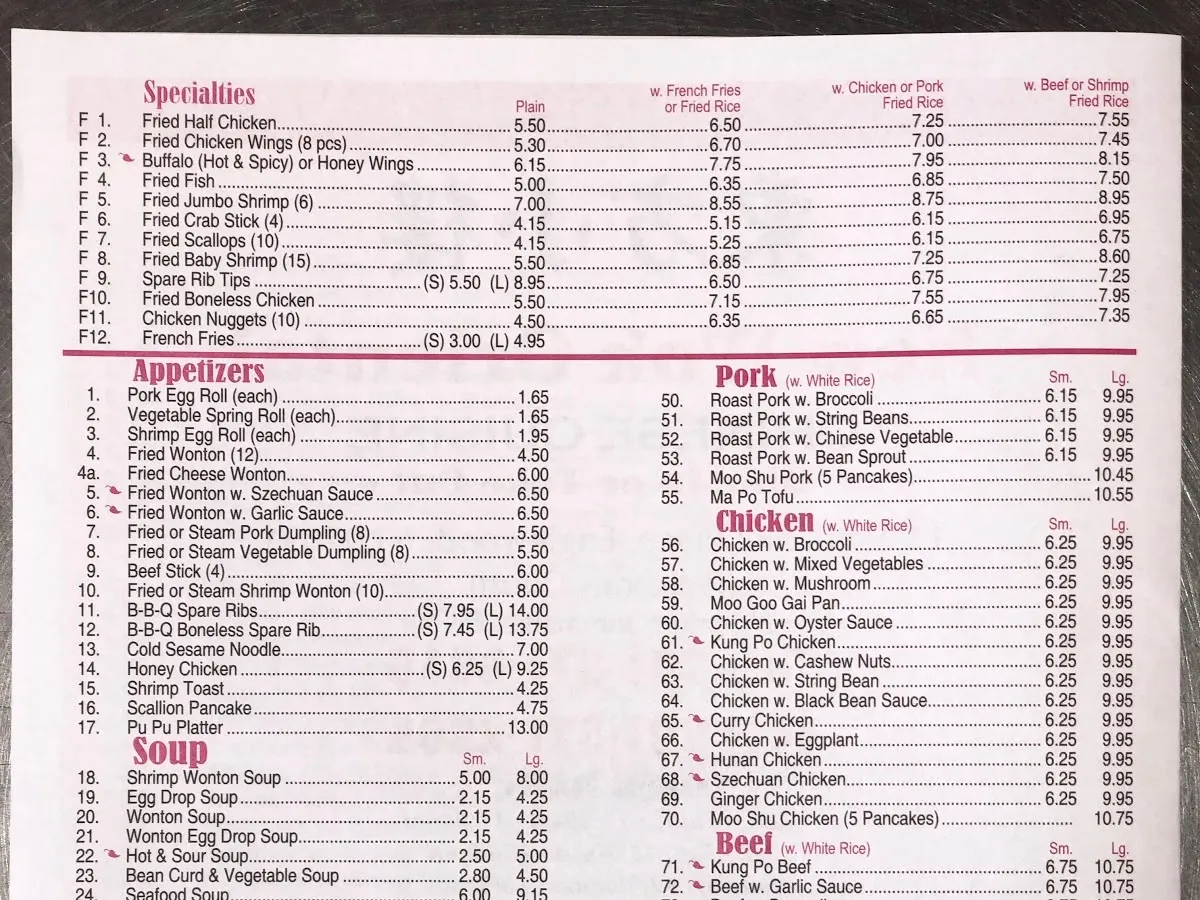 Specialties
Plain
w. French Fries
or Fried Rice
w. Chicken or Pork
Fried Rice
w. Beef or Shrimp
Fried Rice
F 1. Fried Half Chicken 5.50 6.50 7.25 7.55
F 2. Fried Chicken Wings (8 pcs) 5.30 6.70 7.00 7.45
F 3. Buffalo (Hot & Spicy) or Honey Wings 6.15 7.75 7.95 8.15
F 4. Fried Fish 5.00 6.35 6.85 7.50
F 5. Fried Jumbo Shrimp (6) 7.00 8.55 8.75 8.95
F 6. Fried Crab Stick (4) 4.15 5.15 6.15 6.95
F 7. Fried Scallops (10) 4.15 5.25 6.15 6.75
F 8. Fried Baby Shrimp (15) 5.50 6.85 7.25 8.60
F 9. Spare Rib Tips (S) 5.50 (L) 8.95 6.50 6.75 7.25
F10. Fried Boneless Chicken 5.50 7.15 7.55 7.95
F11. Chicken Nuggets (10) 4.50 6.35 6.65 7.35
F12. French Fries (S) 3.00 (L) 4.95
Appetizers
1. Pork Egg Roll (each) 1.65
2. Vegetable Spring Roll (each) 1.65
3. Shrimp Egg Roll (each) 1.95
4. Fried Wonton (12) 4.50
4a. Fried Cheese Wonton 6.00
5. Fried Wonton w. Szechuan Sauce 6.50
6. Fried Wonton w. Garlic Sauce 6.50
7. Fried or Steam Pork Dumpling (8) 5.50
8. Fried or Steam Vegetable Dumpling (8) 5.50
9. Beef Stick (4) 6.00
10. Fried or Steam Shrimp Wonton (10) 8.00
11. B-B-Q Spare Ribs (S) 7.95 (L) 14.00
12. B-B-Q Boneless Spare Rib (S) 7.45 (L) 13.75
13. Cold Sesame Noodle 7.00
14. Honey Chicken (S) 6.25 (L) 9.25
15. Shrimp Toast 4.25
16. Scallion Pancake 4.75
17. Pu Pu Platter 13.00
Soup Sm. Lg.
18. Shrimp Wonton Soup 5.00 8.00
19. Egg Drop Soup 2.15 4.25
20. Wonton Soup 2.15 4.25
21. Wonton Egg Drop Soup 2.15 4.25
22. Hot & Sour Soup 2.50 5.00
23. Bean Curd & Vegetable Soup 2.80 4.50
24. Seafood Soup 6.00 9.15
Pork (w. White Rice) Sm. Lg.
50. Roast Pork w. Broccoli 6.15 9.95
51. Roast Pork w. String Beans 6.15 9.95
52. Roast Pork w. Chinese Vegetable 6.15 9.95
53. Roast Pork w. Bean Sprout 6.15 9.95
54. Moo Shu Pork (5 Pancakes) 10.45
55. Ma Po Tofu 10.55
Chicken (w. White Rice) Sm. Lg.
56. Chicken w. Broccoli 6.25 9.95
57. Chicken w. Mixed Vegetables 6.25 9.95
58. Chicken w. Mushroom 6.25 9.95
59. Moo Goo Gai Pan 6.25 9.95
60. Chicken w. Oyster Sauce 6.25 9.95
61. Kung Po Chicken 6.25 9.95
62. Chicken w. Cashew Nuts 6.25 9.95
63. Chicken w. String Bean 6.25 9.95
64. Chicken w. Black Bean Sauce 6.25 9.95
65. Curry Chicken 6.25 9.95
66. Chicken w. Eggplant 6.25 9.95
67. Hunan Chicken 6.25 9.95
68. Szechuan Chicken 6.25 9.95
69. Ginger Chicken 6.25 9.95
70. Moo Shu Chicken (5 Pancakes) 10.75
Beef (w. White Rice) Sm. Lg.
71. Kung Po Beef 6.75 10.75
72. Beef w. Garlic Sauce 6.75 10.75